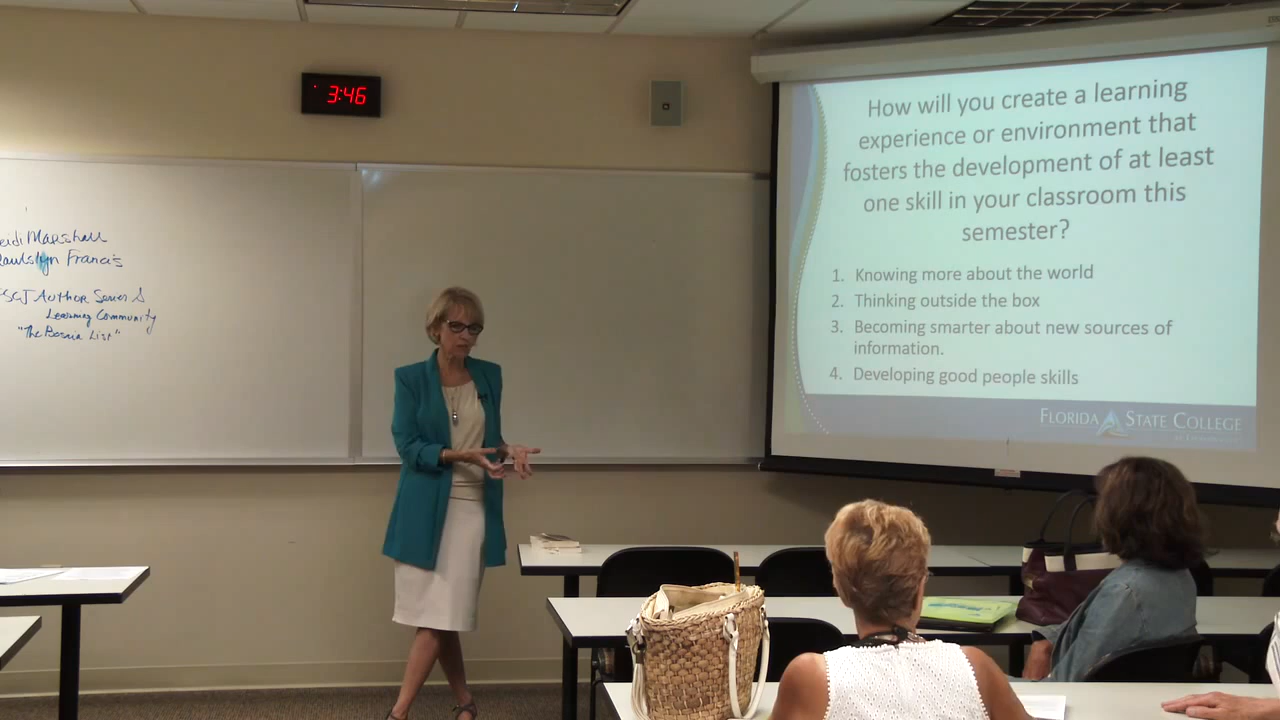 3:46
Marshall
Francis
Author Series
Learning Community
"The Bosnia List"
How will you create a learning
experience or environment that
fosters the development of at least
one skill in your classroom this
semester?
1. Knowing more about the world
2. Thinking outside the box
3. Becoming smarter about new sources of
information.
4. Developing good people skills
FLORIDA STATE COLLEGE